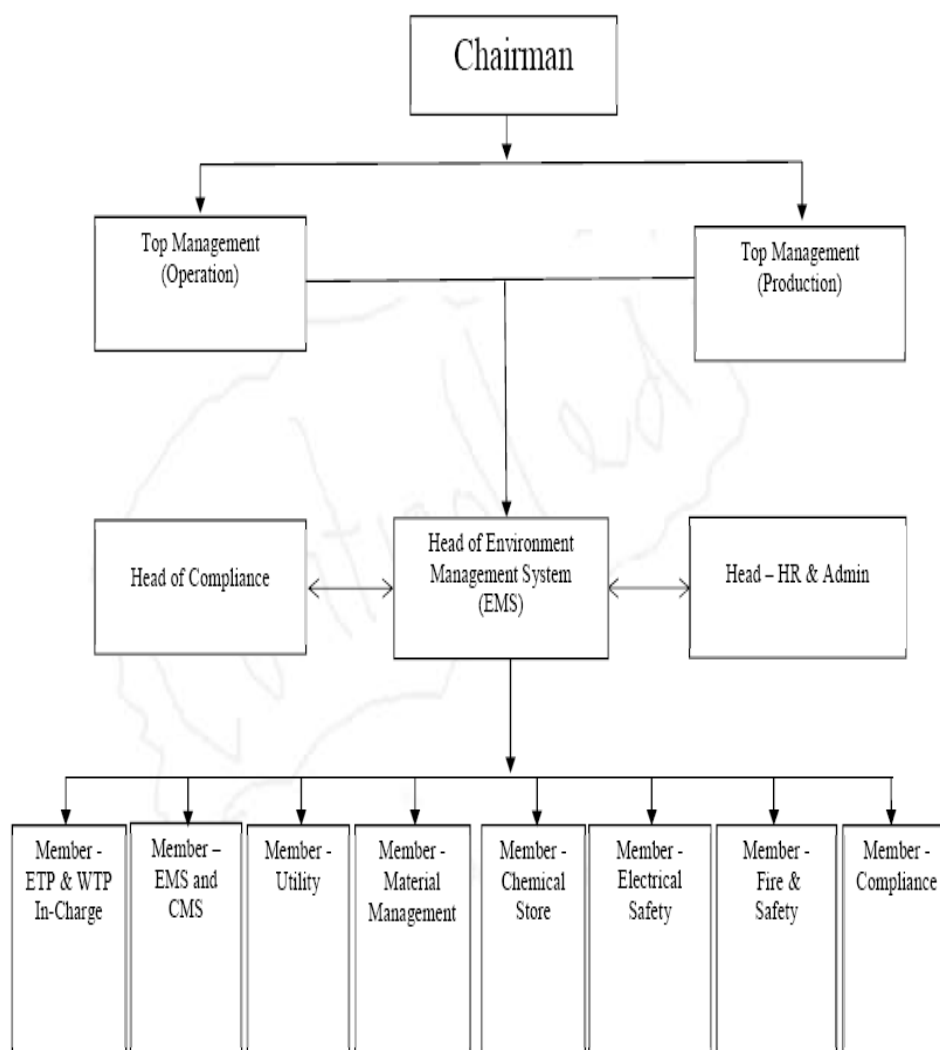 Chairman
Top Management
(Operation)
Top Management
(Production)
Head of Compliance
Head of Environment
Management System
(EMS)
Head – HR & Admin
Member -
ETP & WTP
In-Charge
Member –
EMS and
CMS
Member -
Utility
Member -
Material
Management
Member -
Chemical
Store
Member -
Electrical
Safety
Member -
Fire &
Safety
Member -
Compliance
Controlled